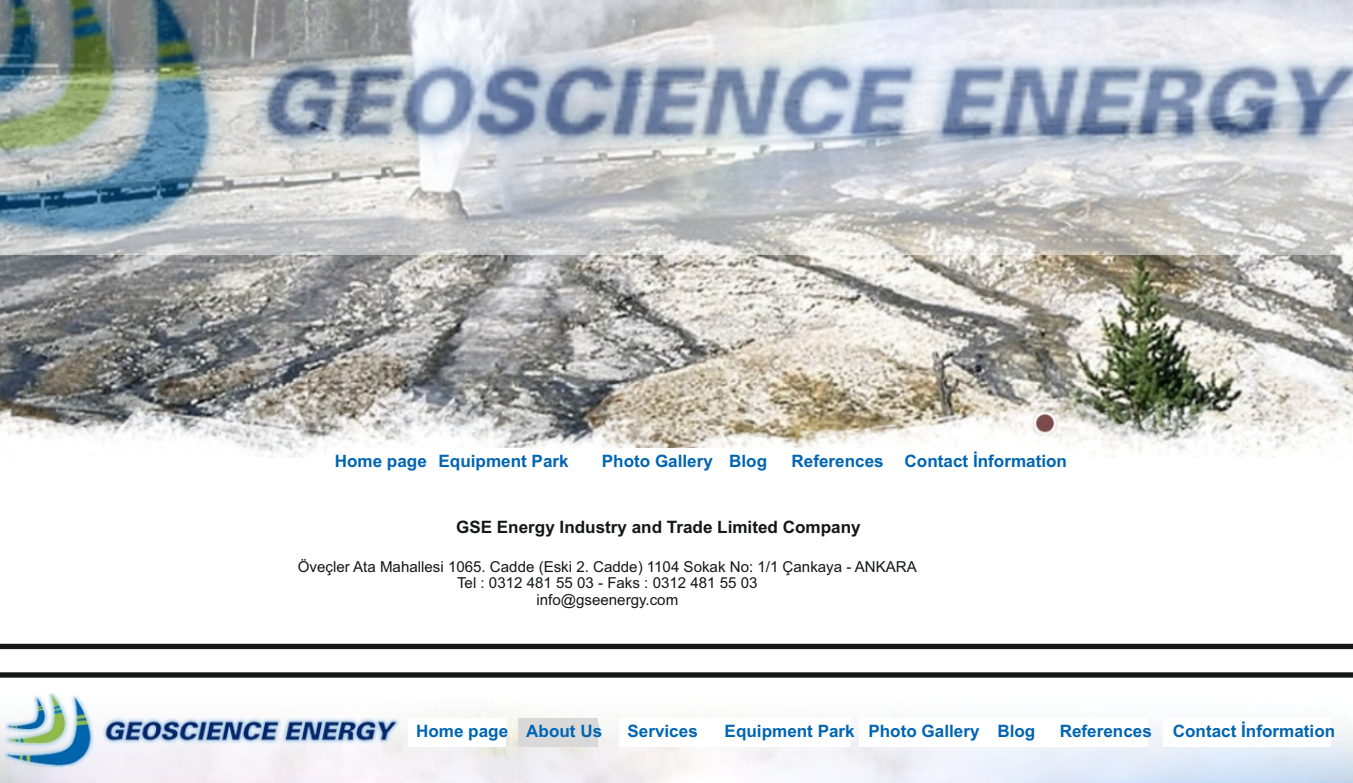 GEOSCIENCE ENERGY
Home page Equipment Park Photo Gallery Blog References Contact İnformation
GSE Energy Industry and Trade Limited Company
Öveçler Ata Mahallesi 1065. Cadde (Eski 2. Cadde) 1104 Sokak No: 1/1 Çankaya - ANKARA
Tel : 0312 481 55 03 - Faks : 0312 481 55 03
info@gseenergy.com
GEOSCIENCE ENERGY Home page About Us Services Equipment Park Photo Gallery Blog References Contact İnformation